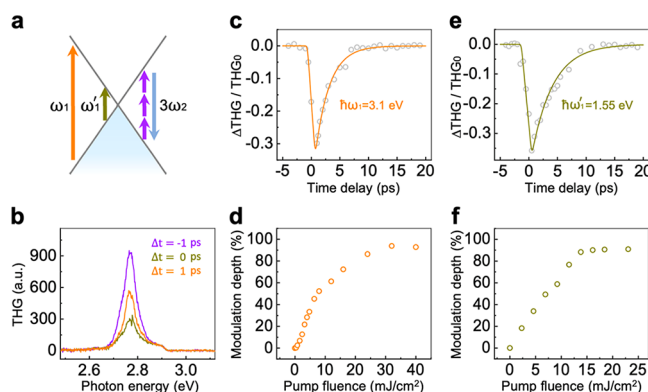 a
ω₁
ω₁′
3ω₂
b
THG (a.u.)
900
600
300
0
Δt = -1 ps
Δt = 0 ps
Δt = 1 ps
2.6
2.8
3.0
Photon energy (eV)
c
ΔTHG / THG₀
0.0
-0.1
-0.2
-0.3
ħω₁=3.1 eV
-5
0
5
10
15
20
Time delay (ps)
d
Modulation depth (%)
100
80
60
40
20
0
0
10
20
30
40
Pump fluence (mJ/cm²)
e
ΔTHG / THG₀
0.0
-0.1
-0.2
-0.3
ħω₁′=1.55 eV
-5
0
5
10
15
20
Time delay (ps)
f
Modulation depth (%)
100
80
60
40
20
0
0
5
10
15
20
25
Pump fluence (mJ/cm²)